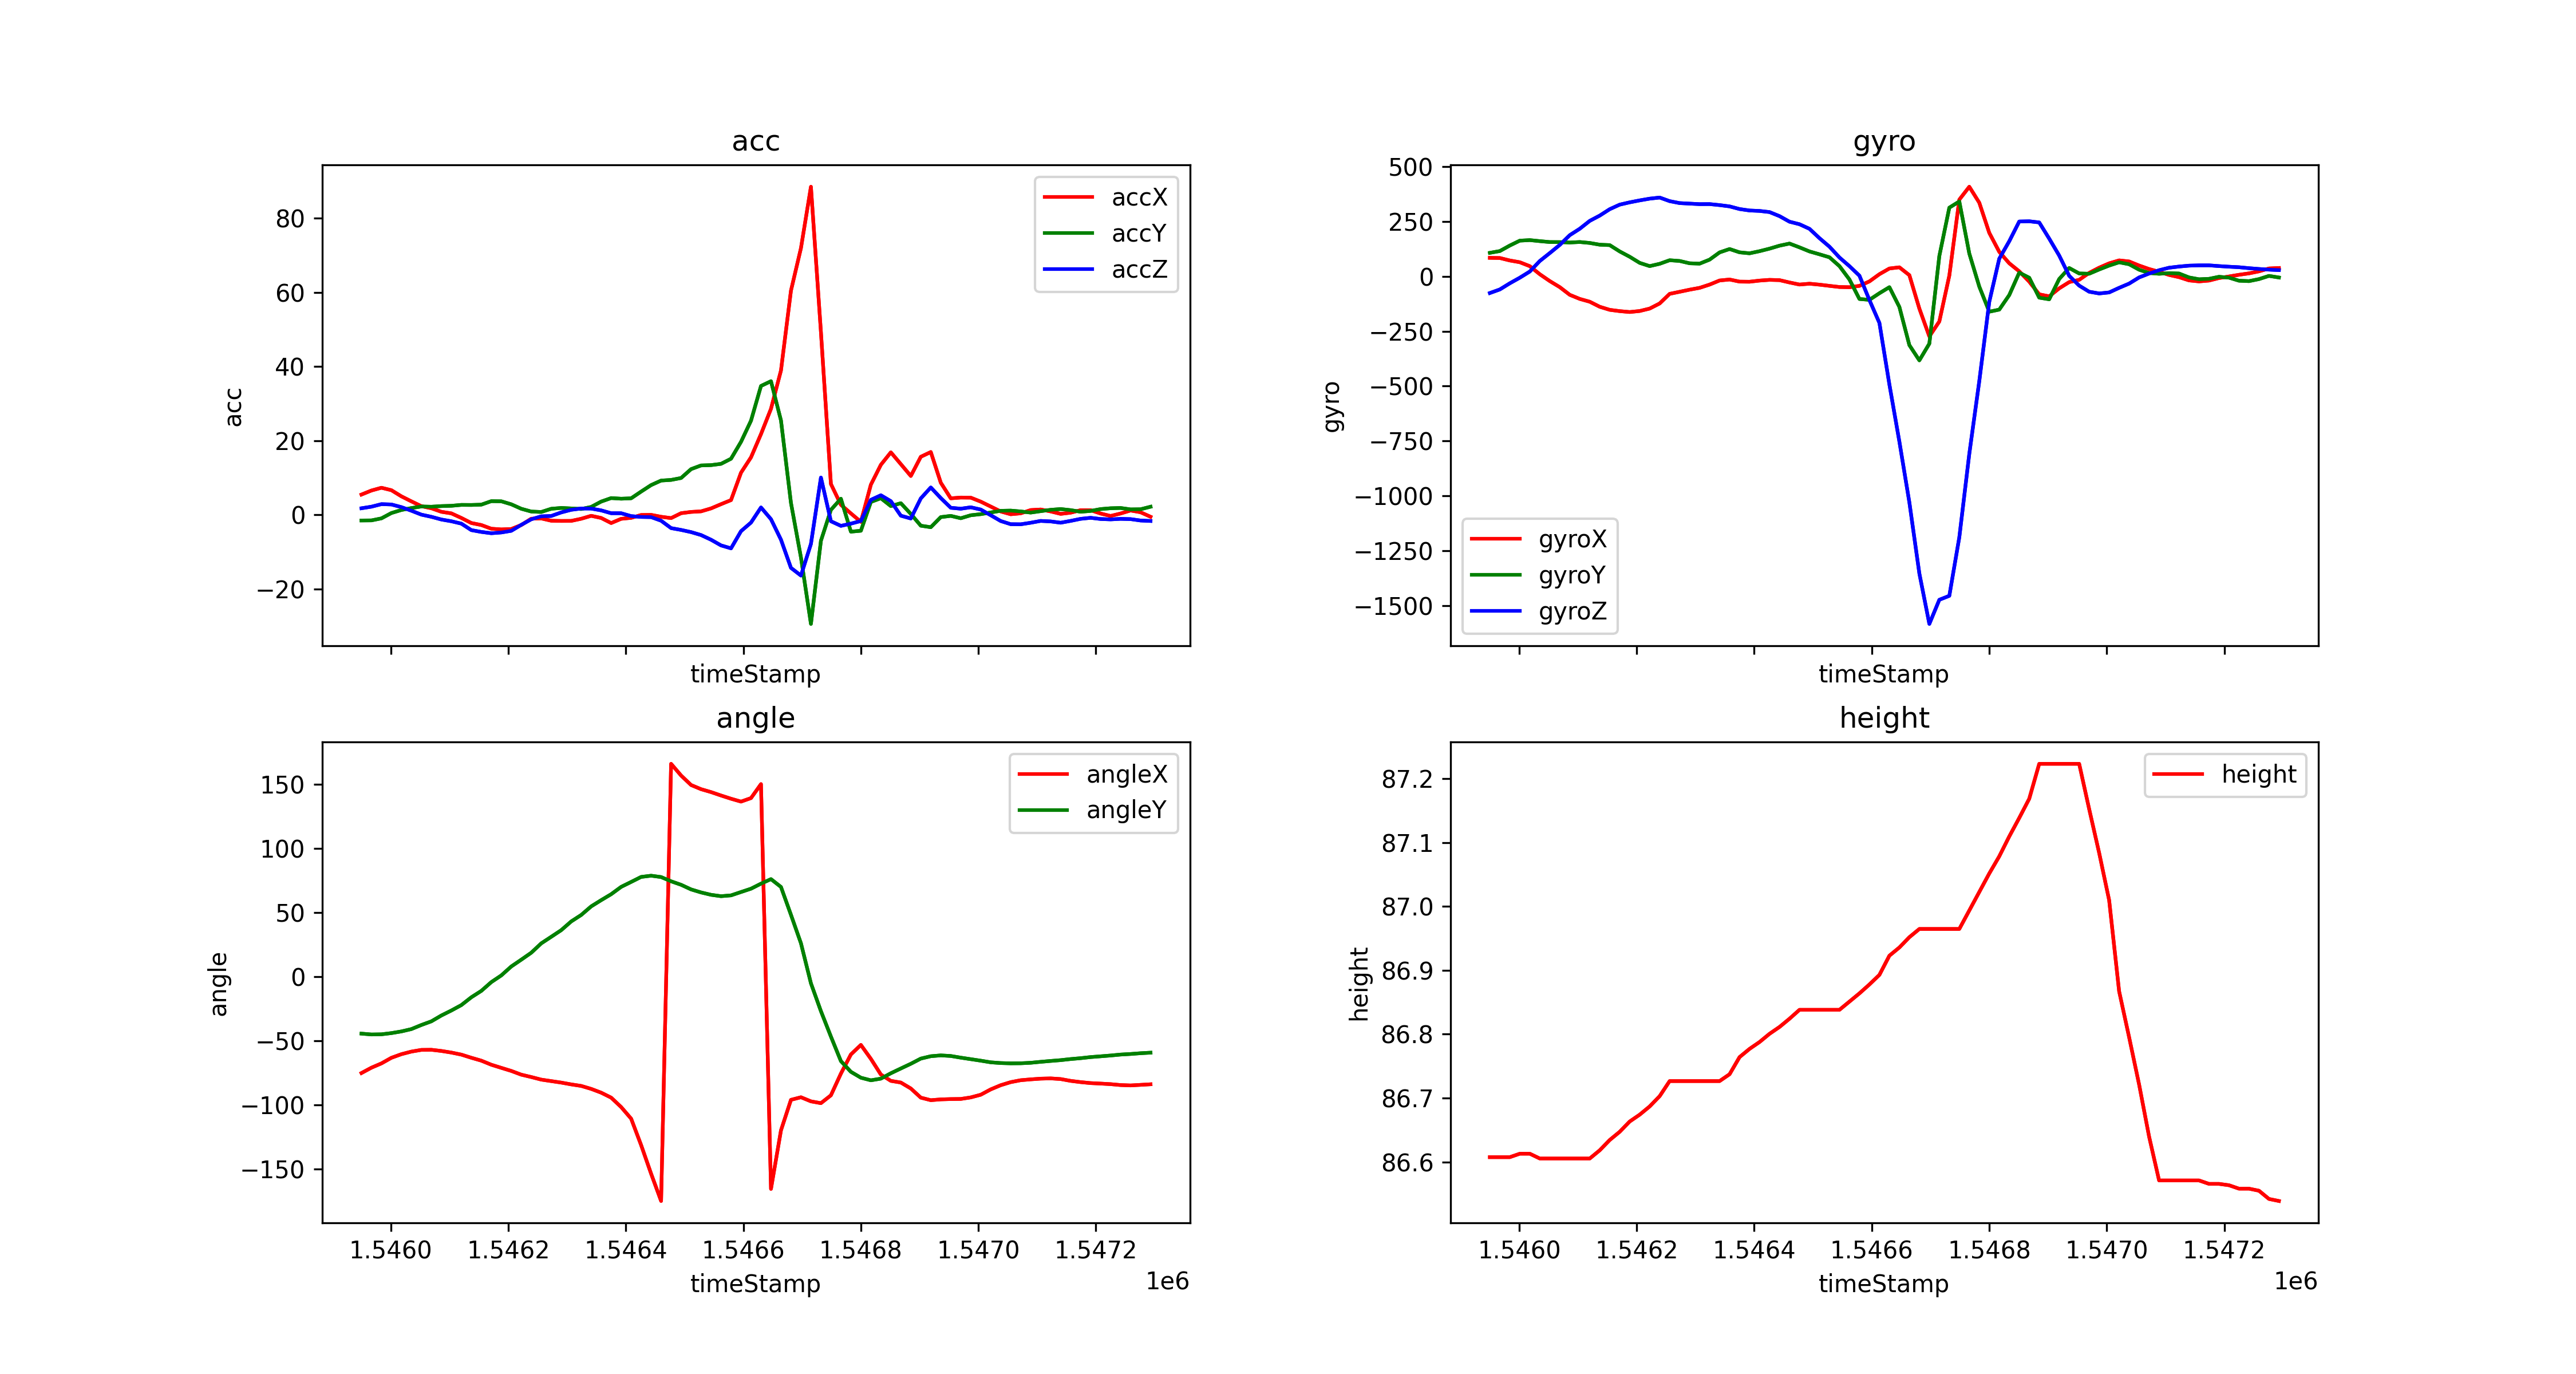 acc
80
60
40
20
0
−20
acc
timeStamp
accX
accY
accZ
gyro
500
250
0
−250
−500
−750
−1000
−1250
−1500
gyro
timeStamp
gyroX
gyroY
gyroZ
angle
150
100
50
0
−50
−100
−150
angle
angleX
angleY
1.5460 1.5462 1.5464 1.5466 1.5468 1.5470 1.5472
timeStamp
1e6
height
87.2
87.1
87.0
86.9
86.8
86.7
86.6
height
height
1.5460 1.5462 1.5464 1.5466 1.5468 1.5470 1.5472
timeStamp
1e6